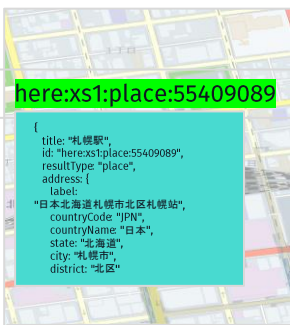 here:xs1:place:55409089
{
title: "札幌駅",
id: "here:xs1:place:55409089",
resultType: "place",
address: {
label:
"日本北海道札幌市北区札幌站",
countryCode: "JPN",
countryName: "日本",
state: "北海道",
city: "札幌市",
district: "北区"